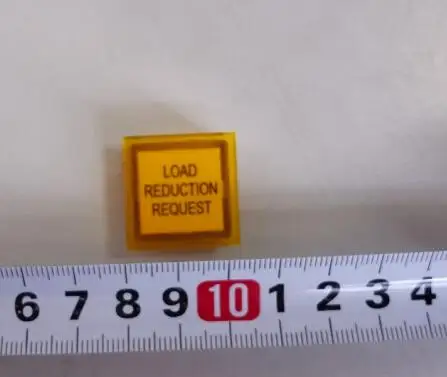 LOAD
REDUCTION
REQUEST
6 7 8 9 10 1 2 3 4